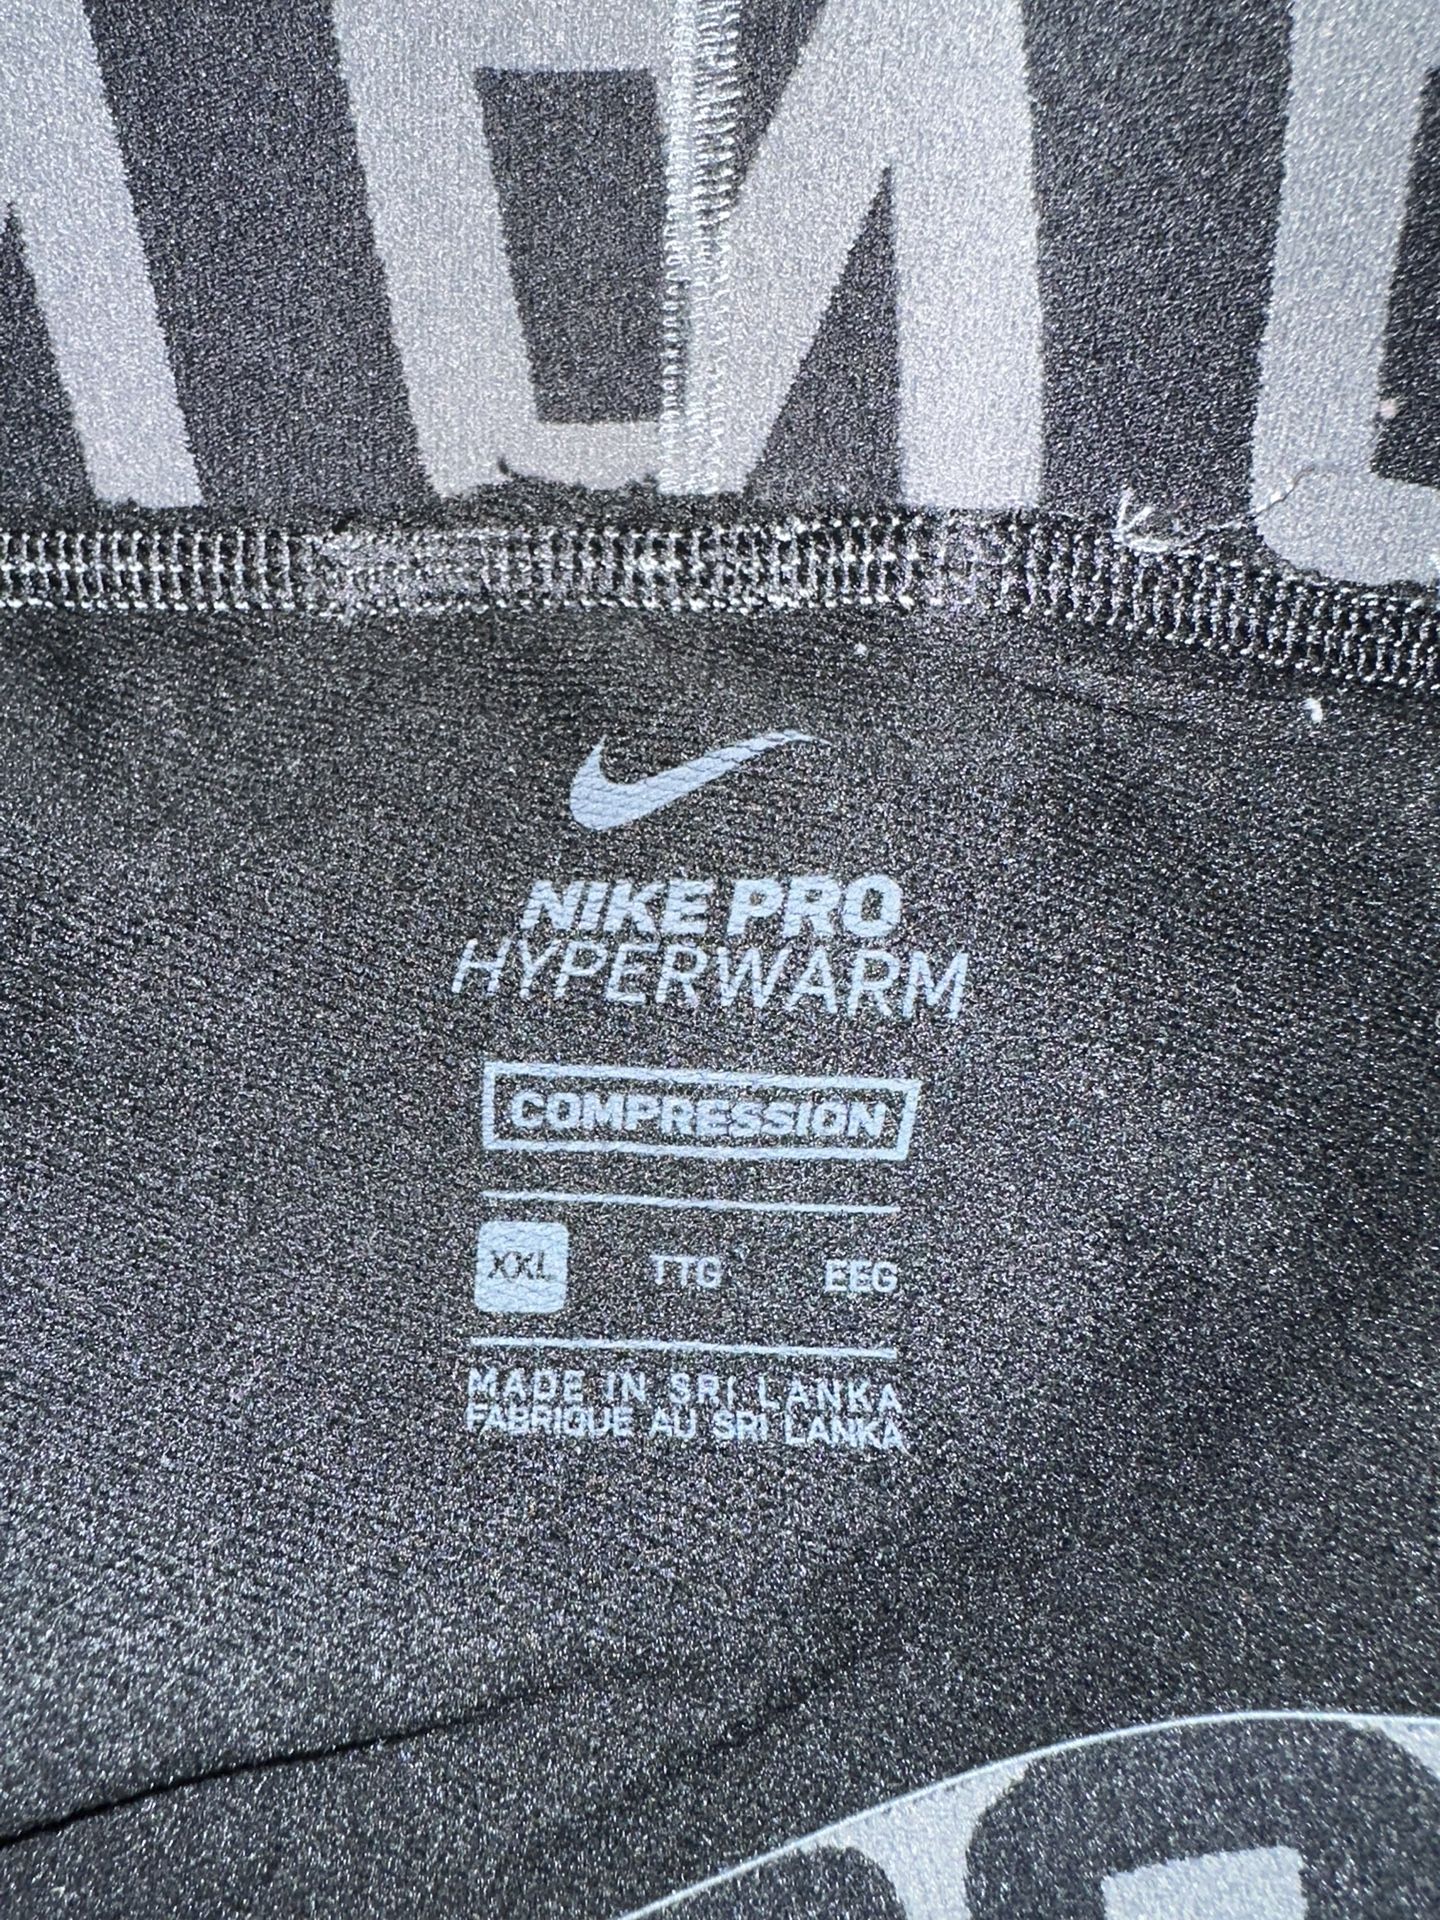 NIKE PRO
HYPERWARM
COMPRESSION
XXL TTG EEG
MADE IN SRI LANKA
FABRIQUE AU SRI LANKA